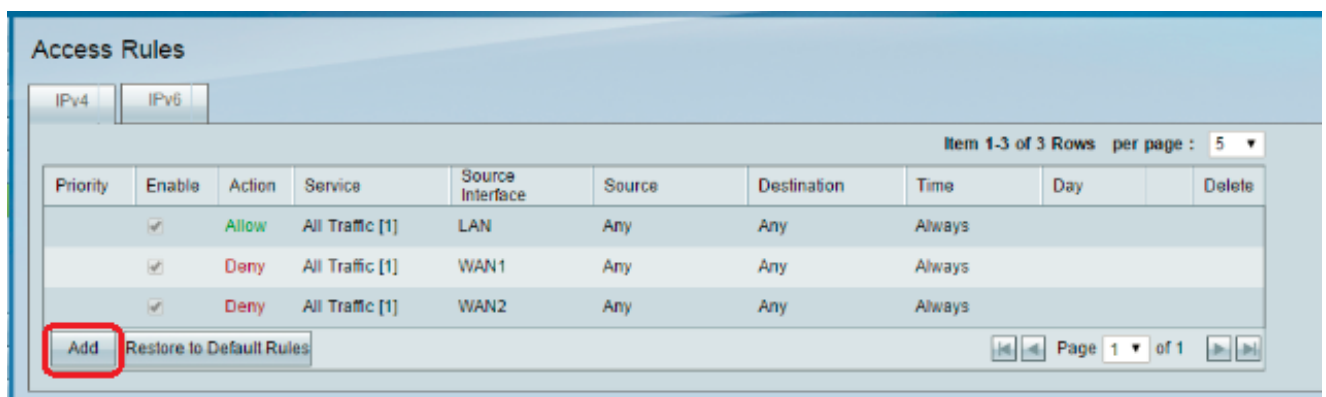 Access Rules
IPv4 IPv6
Item 1-3 of 3 Rows per page : 5
Priority Enable Action Service Source Interface Source Destination Time Day Delete
Allow All Traffic [1] LAN Any Any Always
Deny All Traffic [1] WAN1 Any Any Always
Deny All Traffic [1] WAN2 Any Any Always
Add Restore to Default Rules Page 1 of 1